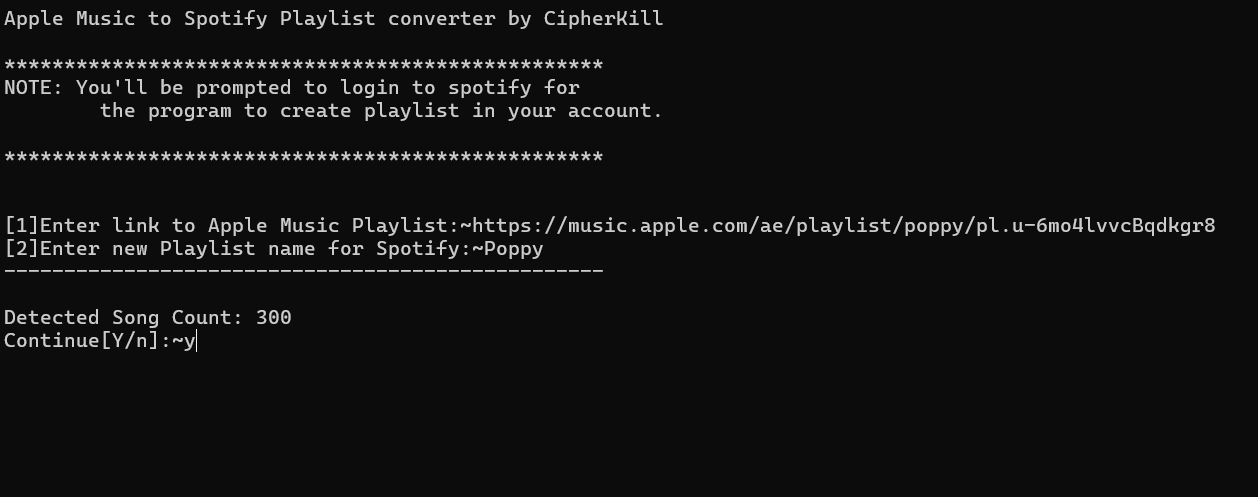 Apple Music to Spotify Playlist converter by CipherKill
**************************************************
NOTE: You'll be prompted to login to spotify for
        the program to create playlist in your account.
**************************************************
[1]Enter link to Apple Music Playlist:~https://music.apple.com/ae/playlist/poppy/pl.u-6mo4lvvcBqdkgr8
[2]Enter new Playlist name for Spotify:~Poppy
--------------------------------------------------
Detected Song Count: 300
Continue[Y/n]:~y